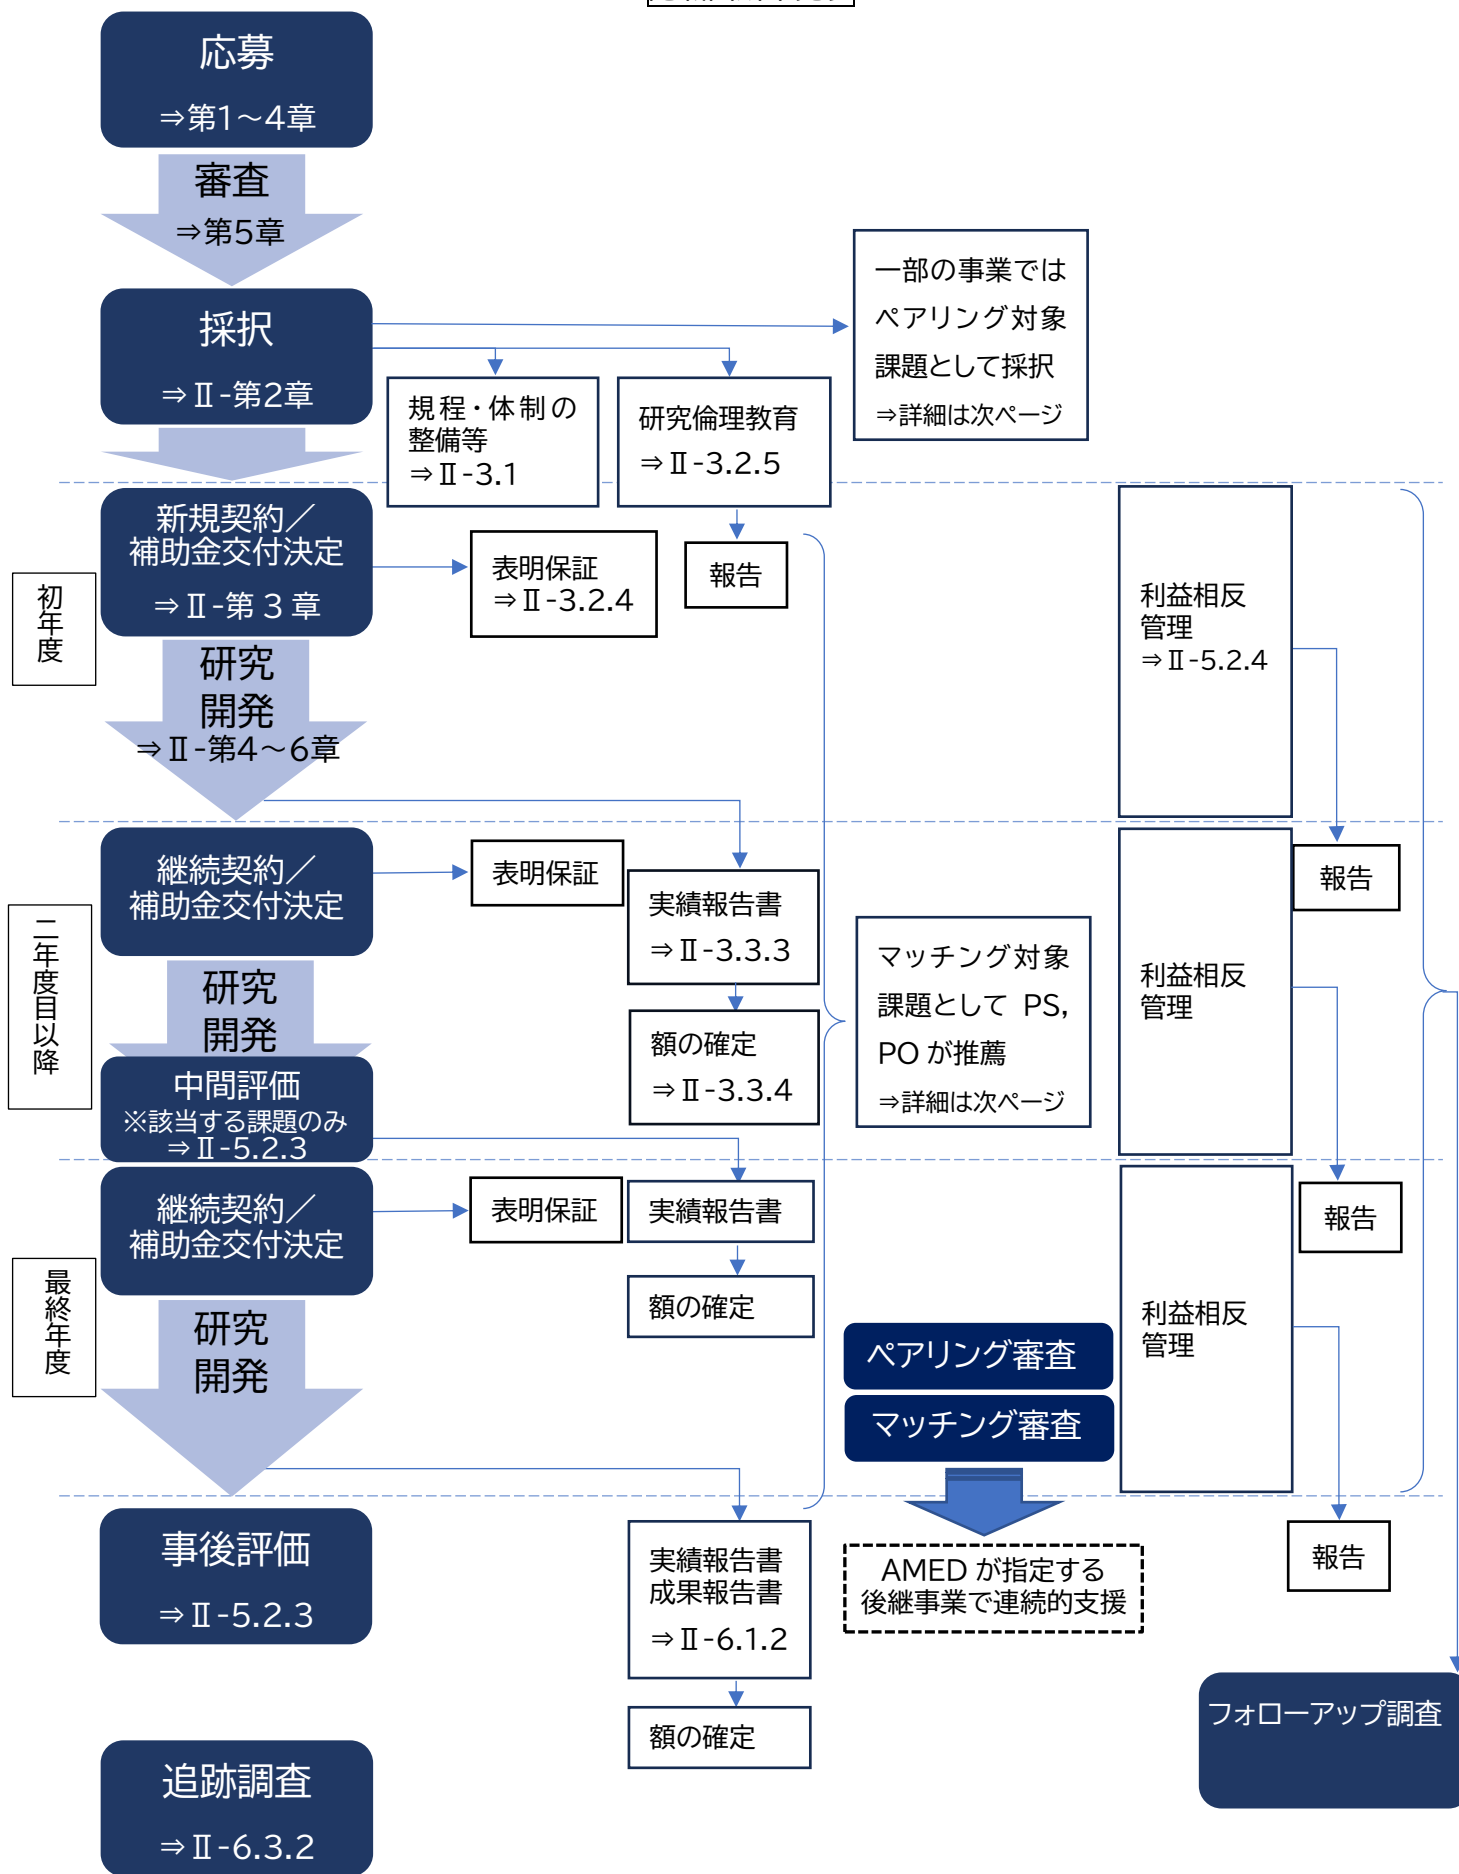 応募
⇒第1～4章
審査
⇒第5章
採択
⇒Ⅱ-第2章
一部の事業では
ペアリング対象
課題として採択
⇒詳細は次ページ
規程・体制の
整備等
⇒Ⅱ-3.1
研究倫理教育
⇒Ⅱ-3.2.5
初年度
新規契約／
補助金交付決定
⇒Ⅱ-第3章
表明保証
⇒Ⅱ-3.2.4
報告
利益相反
管理
⇒Ⅱ-5.2.4
研究
開発
⇒Ⅱ-第4～6章
二年度目以降
継続契約／
補助金交付決定
表明保証
実績報告書
⇒Ⅱ-3.3.3
報告
マッチング対象
課題として PS,
PO が推薦
⇒詳細は次ページ
利益相反
管理
研究
開発
額の確定
⇒Ⅱ-3.3.4
中間評価
※該当する課題のみ
⇒Ⅱ-5.2.3
最終年度
継続契約／
補助金交付決定
表明保証
実績報告書
報告
額の確定
利益相反
管理
研究
開発
ペアリング審査
マッチング審査
事後評価
⇒Ⅱ-5.2.3
実績報告書
成果報告書
⇒Ⅱ-6.1.2
AMED が指定する
後継事業で連続的支援
報告
額の確定
フォローアップ調査
追跡調査
⇒Ⅱ-6.3.2